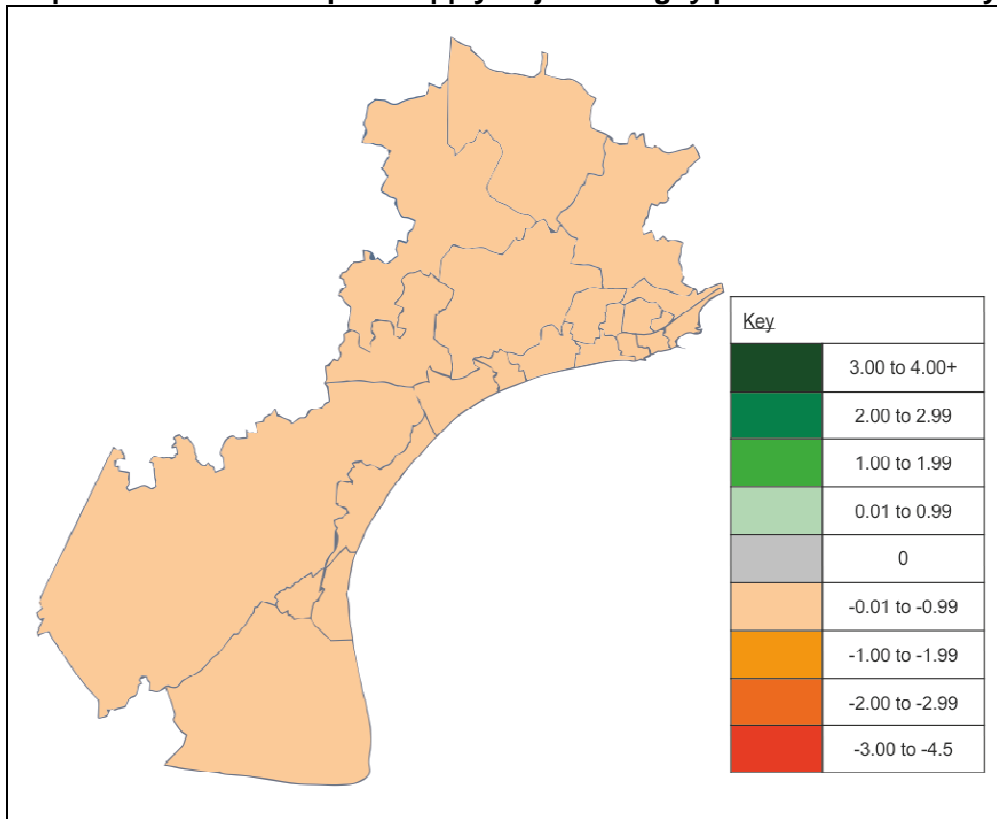 Key
3.00 to 4.00+
2.00 to 2.99
1.00 to 1.99
0.01 to 0.99
0
-0.01 to -0.99
-1.00 to -1.99
-2.00 to -2.99
-3.00 to -4.5